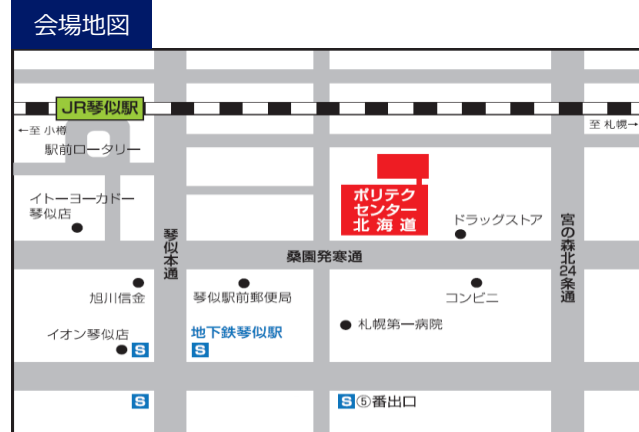 会場地図
JR琴似駅
←至 小樽
至 札幌→
駅前ロータリー
イトーヨーカドー
琴似店
ポリテク
センター
北海道
ドラッグストア
琴似本通
宮の森北24条通
桑園発寒通
旭川信金
琴似駅前郵便局
コンビニ
イオン琴似店
S
地下鉄琴似駅
S
札幌第一病院
S
S⑤番出口